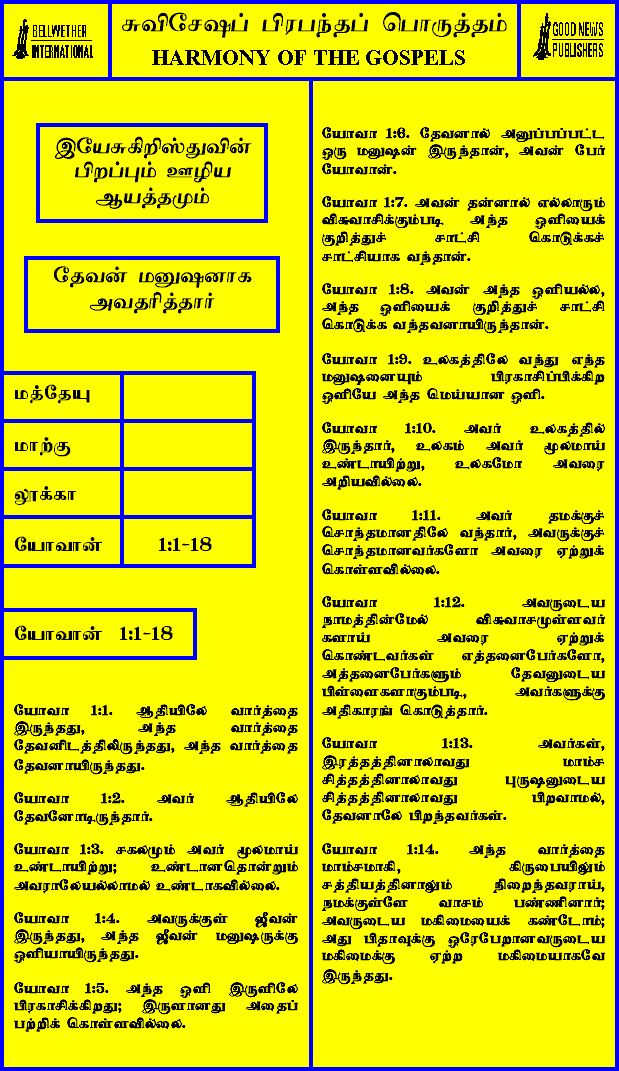 BELLWETHER
INTERNATIONAL
சுவிசேஷப் பிரபந்தப் பொருத்தம்
HARMONY OF THE GOSPELS
GOOD NEWS
PUBLISHERS
இயேசுகிறிஸ்துவின்
பிறப்பும் ஊழிய
ஆயத்தமும்
தேவன் மனுஷனாக
அவதரித்தார்
மத்தேயு
மாற்கு
லூக்கா
யோவான் 1:1-18
யோவான் 1:1-18
யோவா 1:1. ஆதியிலே வார்த்தை
இருந்தது, அந்த வார்த்தை
தேவனிடத்திலிருந்தது, அந்த வார்த்தை
தேவனாயிருந்தது.
யோவா 1:2. அவர் ஆதியிலே
தேவனோடிருந்தார்.
யோவா 1:3. சகலமும் அவர் மூலமாய்
உண்டாயிற்று; உண்டானதொன்றும்
அவராலேயல்லாமல் உண்டாகவில்லை.
யோவா 1:4. அவருக்குள் ஜீவன்
இருந்தது, அந்த ஜீவன் மனுஷருக்கு
ஒளியாயிருந்தது.
யோவா 1:5. அந்த ஒளி இருளிலே
பிரகாசிக்கிறது; இருளானது அதைப்
பற்றிக் கொள்ளவில்லை.
யோவா 1:6. தேவனால் அனுப்பப்பட்ட
ஒரு மனுஷன் இருந்தான், அவன் பேர்
யோவான்.
யோவா 1:7. அவன் தன்னால் எல்லாரும்
விசுவாசிக்கும்படி அந்த ஒளியைக்
குறித்துச் சாட்சி கொடுக்கச்
சாட்சியாக வந்தான்.
யோவா 1:8. அவன் அந்த ஒளியல்ல,
அந்த ஒளியைக் குறித்துச் சாட்சி
கொடுக்க வந்தவனாயிருந்தான்.
யோவா 1:9. உலகத்திலே வந்து எந்த
மனுஷனையும் பிரகாசிப்பிக்கிற
ஒளியே அந்த மெய்யான ஒளி.
யோவா 1:10. அவர் உலகத்தில்
இருந்தார், உலகம் அவர் மூலமாய்
உண்டாயிற்று, உலகமோ அவரை
அறியவில்லை.
யோவா 1:11. அவர் தமக்குச்
சொந்தமானதிலே வந்தார், அவருக்குச்
சொந்தமானவர்களோ அவரை ஏற்றுக்
கொள்ளவில்லை.
யோவா 1:12. அவருடைய
நாமத்தின்மேல் விசுவாசமுள்ளவர்
களாய் அவரை ஏற்றுக்
கொண்டவர்கள் எத்தனைபேர்களோ,
அத்தனைபேர்களும் தேவனுடைய
பிள்ளைகளாகும்படி, அவர்களுக்கு
அதிகாரங் கொடுத்தார்.
யோவா 1:13. அவர்கள்,
இரத்தத்தினாலாவது மாம்ச
சித்தத்தினாலாவது புருஷனுடைய
சித்தத்தினாலாவது பிறவாமல்,
தேவனாலே பிறந்தவர்கள்.
யோவா 1:14. அந்த வார்த்தை
மாம்சமாகி, கிருபையிலும்
சத்தியத்தினாலும் நிறைந்தவராய்,
நமக்குள்ளே வாசம் பண்ணினார்;
அவருடைய மகிமையைக் கண்டோம்;
அது பிதாவுக்கு ஒரேபேறானவருடைய
மகிமைக்கு ஏற்ற மகிமையாகவே
இருந்தது.